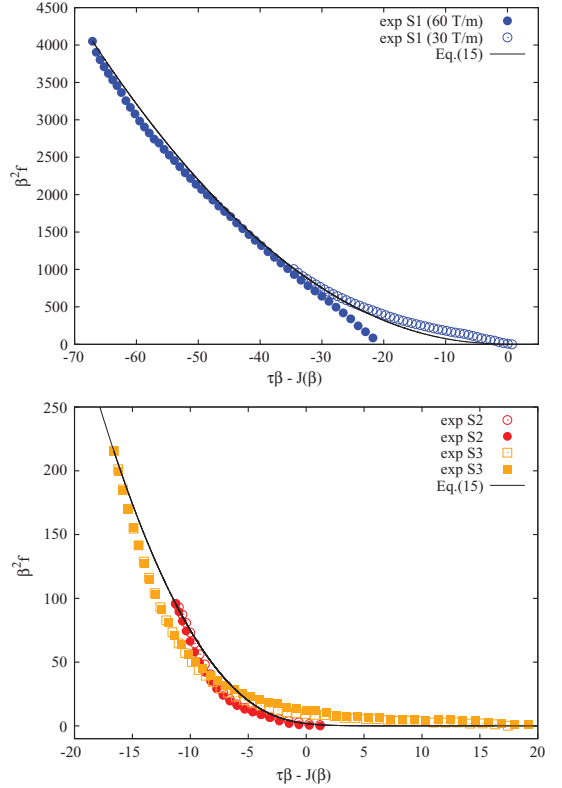 4500
4000
3500
3000
2500
2000
1500
1000
500
0
β²f
exp S1 (60 T/m)
exp S1 (30 T/m)
Eq.(15)
-70 -60 -50 -40 -30 -20 -10 0
τβ - J(β)
250
200
150
100
50
0
β²f
exp S2
exp S2
exp S3
exp S3
Eq.(15)
-20 -15 -10 -5 0 5 10 15 20
τβ - J(β)